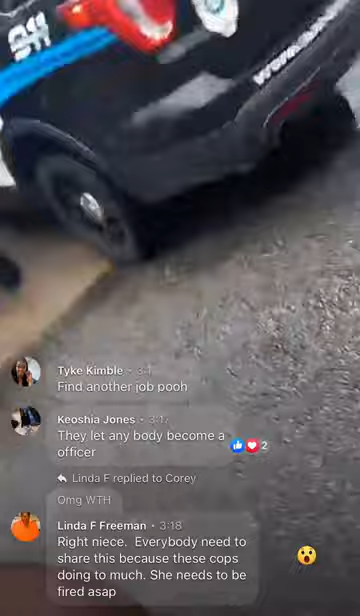 911
Tyke Kimble • 3:1
Find another job pooh
Keoshia Jones • 3:17
They let any body become a
officer
2
Linda F replied to Corey
Omg WTH
Linda F Freeman • 3:18
Right niece. Everybody need to
share this because these cops
doing to much. She needs to be
fired asap